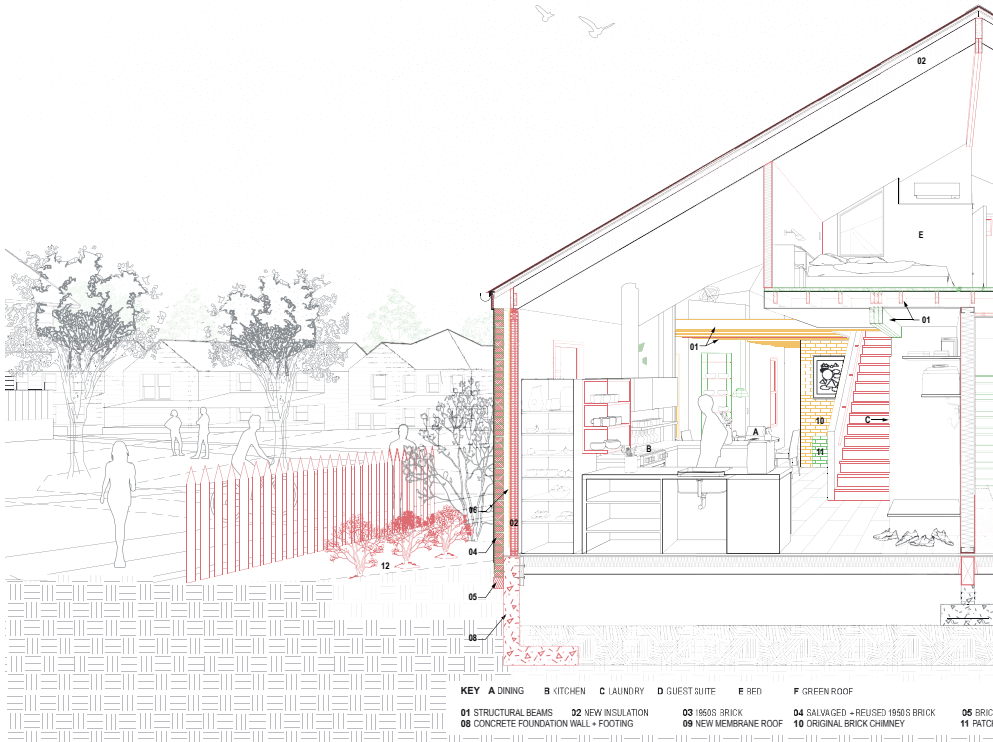 02
E
01
01
10
C
A
B
11
06
02
04
12
05
08
KEY A DINING B KITCHEN C LAUNDRY D GUEST SUITE E BED F GREEN ROOF
01 STRUCTURAL BEAMS 02 NEW INSULATION 03 1950S BRICK 04 SALVAGED + REUSED 1950S BRICK 05 BRIC
08 CONCRETE FOUNDATION WALL + FOOTING 09 NEW MEMBRANE ROOF 10 ORIGINAL BRICK CHIMNEY 11 PATC